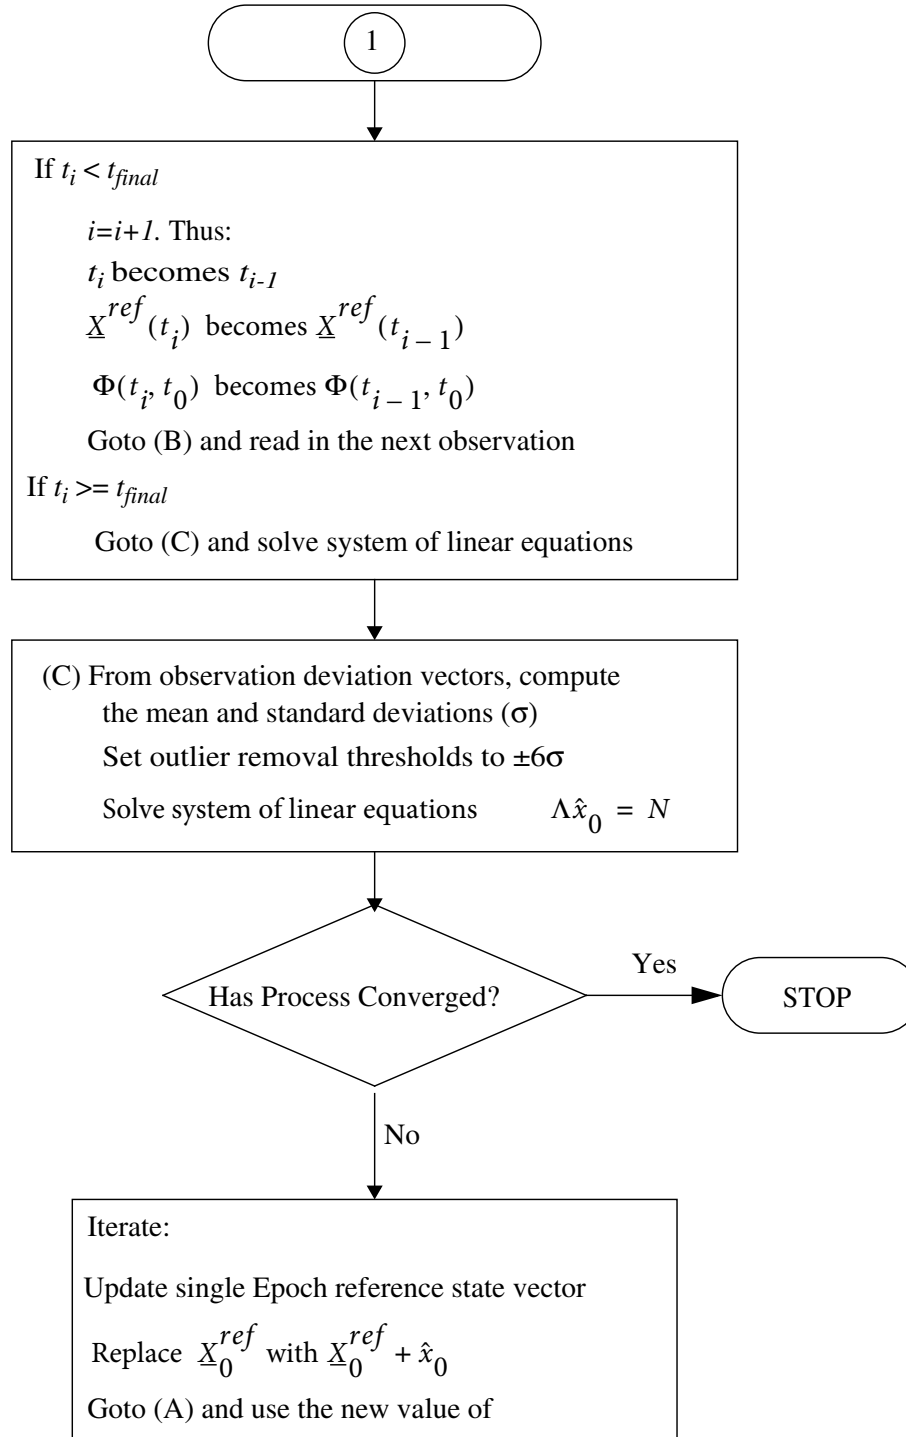 1
If t_i < t_final
i=i+1. Thus:
t_i becomes t_{i-1}
X^ref(t_i) becomes X^ref(t_{i – 1})
Φ(t_i, t_0) becomes Φ(t_{i – 1}, t_0)
Goto (B) and read in the next observation
If t_i >= t_final
Goto (C) and solve system of linear equations
(C) From observation deviation vectors, compute
the mean and standard deviations (σ)
Set outlier removal thresholds to ±6σ
Solve system of linear equations Λx̂_0 = N
Has Process Converged?
Yes
STOP
No
Iterate:
Update single Epoch reference state vector
Replace X_0^ref with X_0^ref + x̂_0
Goto (A) and use the new value of